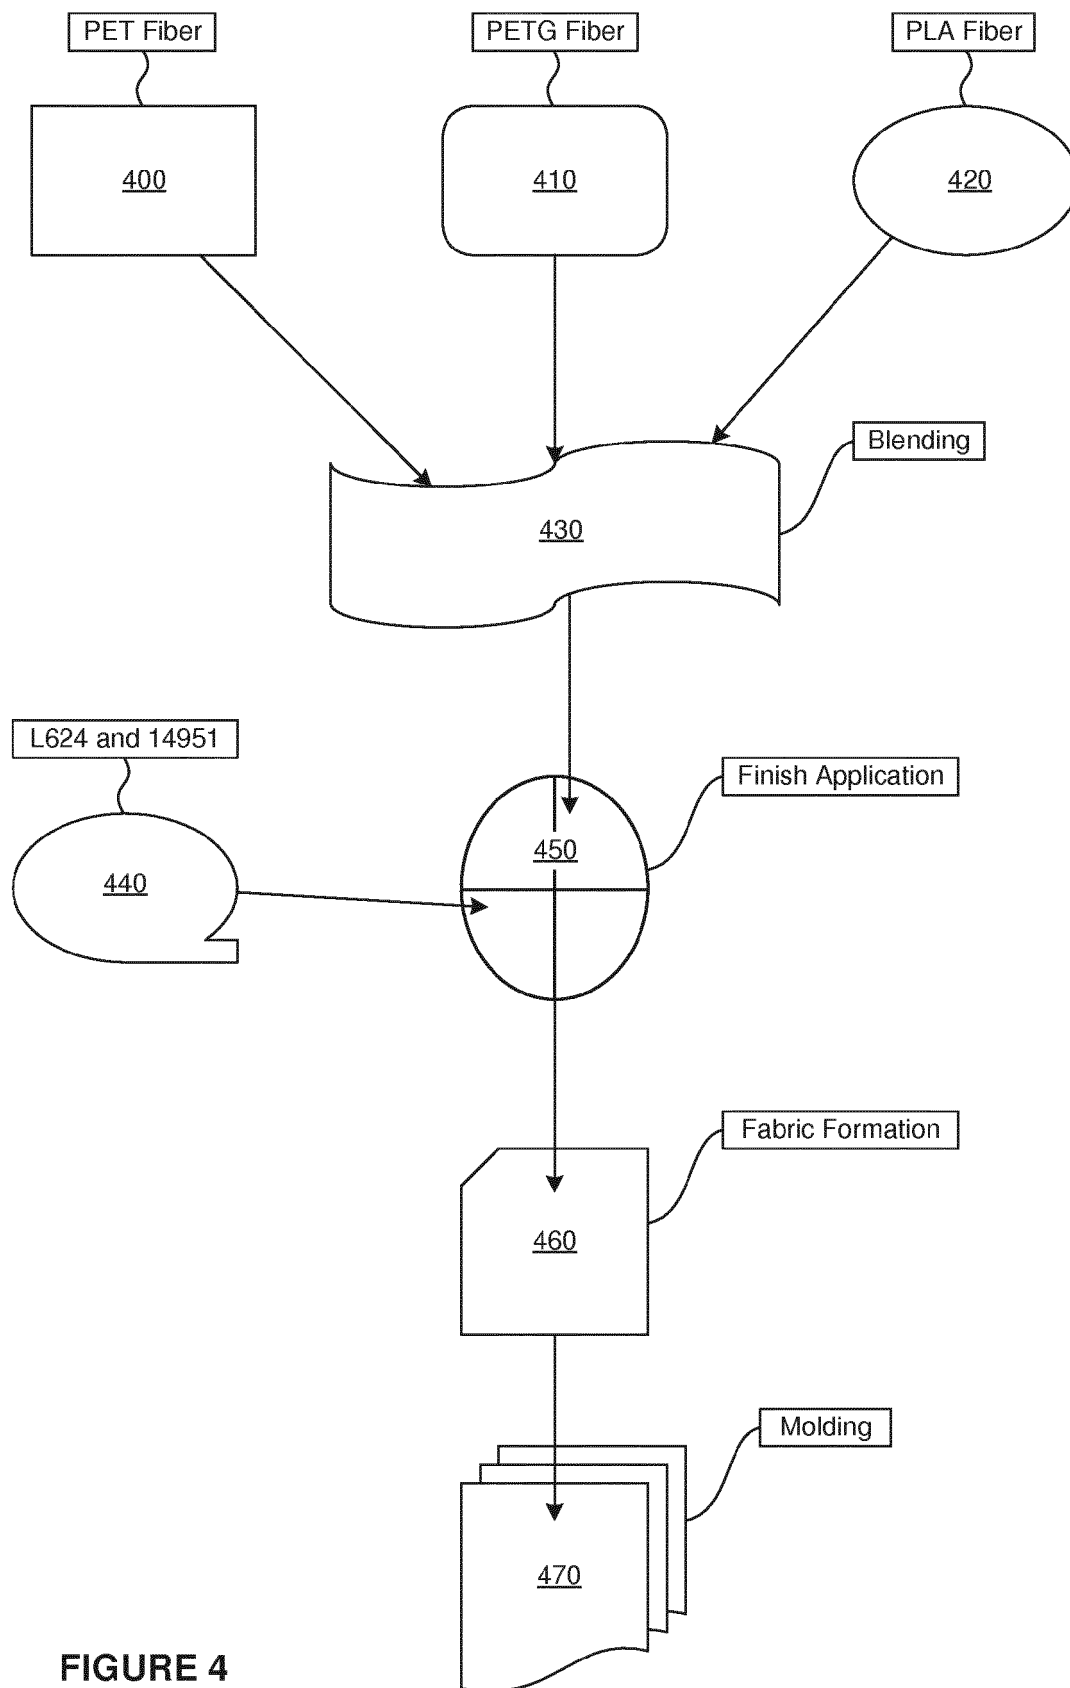 PET Fiber
PETG Fiber
PLA Fiber
400
410
420
Blending
430
L624 and 14951
Finish Application
450
440
Fabric Formation
460
Molding
470
FIGURE 4